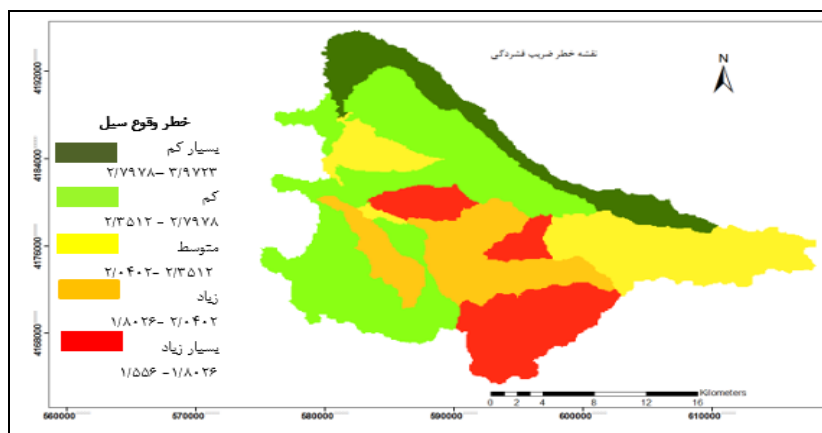 نقشه خطر ضریب فشردگی
N
خطر وقوع سیل
بسیار کم
۲/۷۹۷۸ – ۳/۹۷۲۳
کم
۲/۳۵۱۲ – ۲/۷۹۷۸
متوسط
۲/۰۴۰۲ – ۲/۳۵۱۲
زیاد
۱/۸۰۲۶ – ۲/۰۴۰۲
بسیار زیاد
۱/۵۵۶ – ۱/۸۰۲۶
4192000
4184000
4176000
4168000
Kilometers
0 2 4 8 12 16
560000 570000 580000 590000 600000 610000